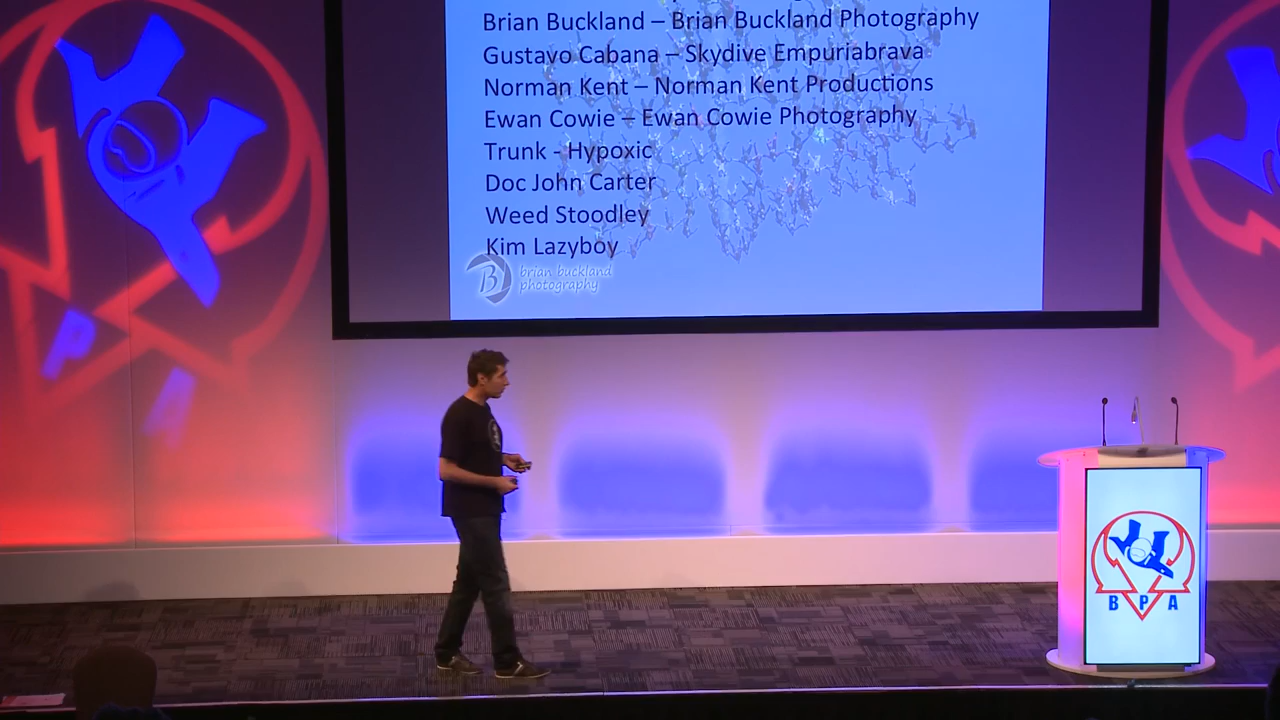 Brian Buckland – Brian Buckland Photography
Gustavo Cabana – Skydive Empuriabrava
Norman Kent – Norman Kent Productions
Ewan Cowie – Ewan Cowie Photography
Trunk - Hypoxic
Doc John Carter
Weed Stoodley
Kim Lazyboy
B brian buckland
photography
P
B P A